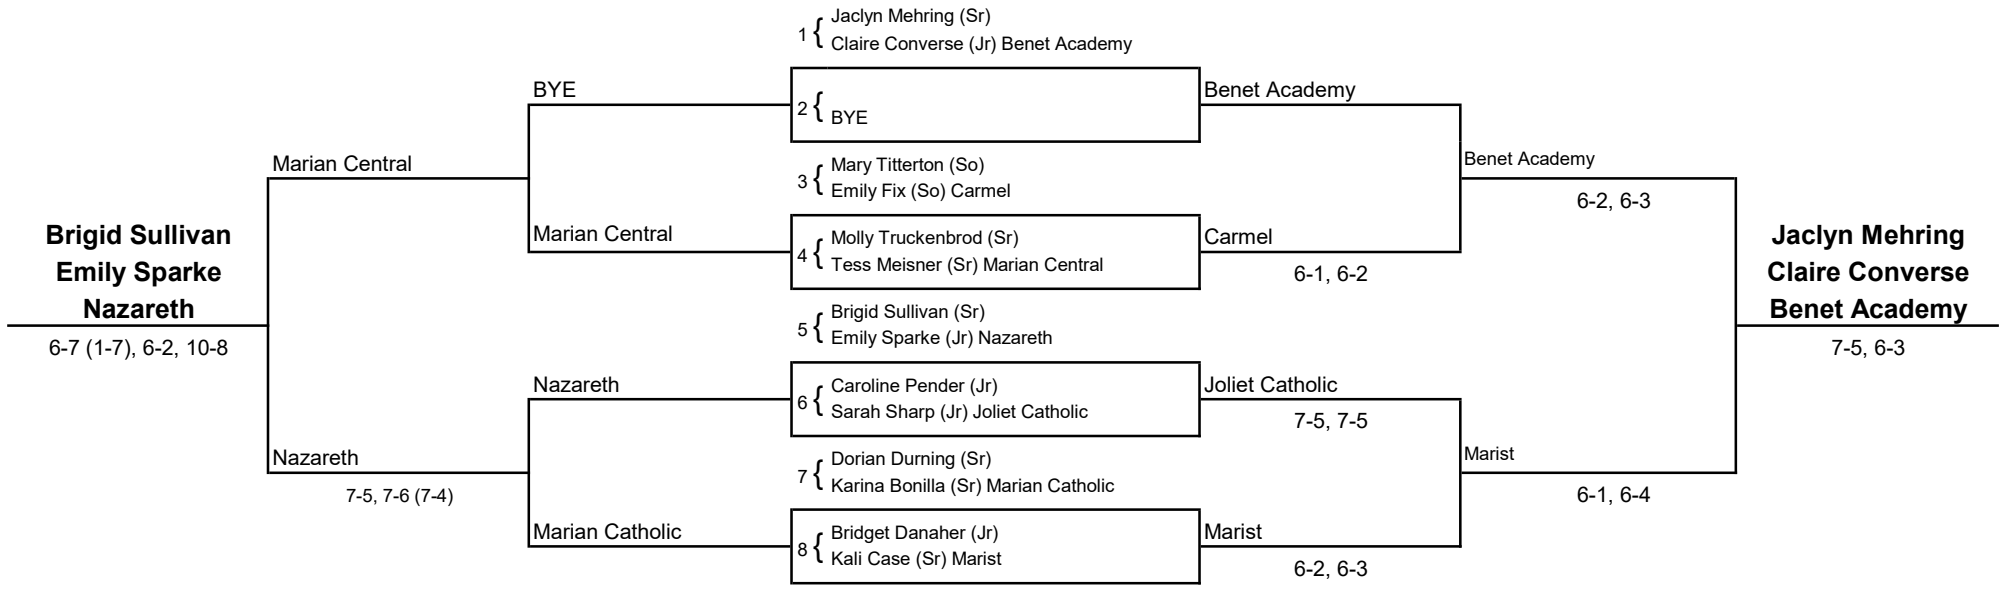 1 { Jaclyn Mehring (Sr)
Claire Converse (Jr) Benet Academy
BYE
2 { BYE
Benet Academy
Marian Central
3 { Mary Titterton (So)
Emily Fix (So) Carmel
Benet Academy
6-2, 6-3
Marian Central
4 { Molly Truckenbrod (Sr)
Tess Meisner (Sr) Marian Central
Carmel
6-1, 6-2
Brigid Sullivan
Emily Sparke
Nazareth
6-7 (1-7), 6-2, 10-8
5 { Brigid Sullivan (Sr)
Emily Sparke (Jr) Nazareth
Jaclyn Mehring
Claire Converse
Benet Academy
7-5, 6-3
Nazareth
6 { Caroline Pender (Jr)
Sarah Sharp (Jr) Joliet Catholic
Joliet Catholic
7-5, 7-5
Nazareth
7-5, 7-6 (7-4)
7 { Dorian Durning (Sr)
Karina Bonilla (Sr) Marian Catholic
Marist
6-1, 6-4
Marian Catholic
8 { Bridget Danaher (Jr)
Kali Case (Sr) Marist
Marist
6-2, 6-3